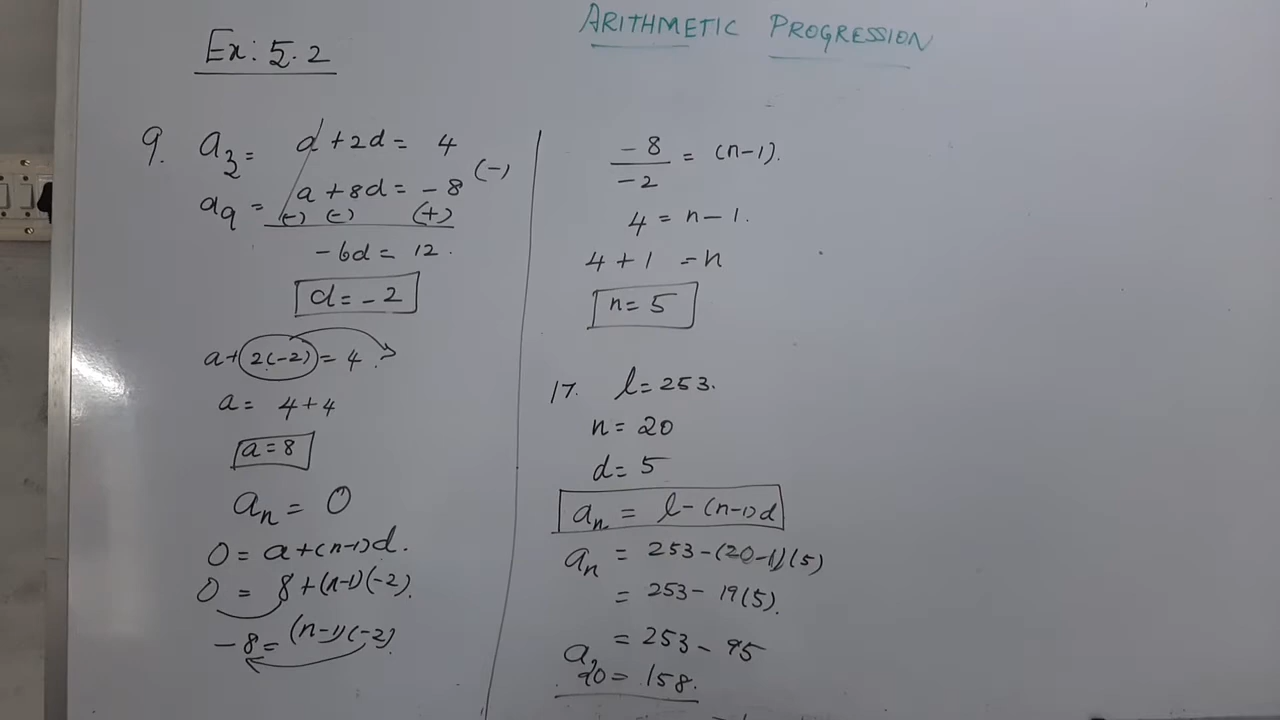 ARITHMETIC PROGRESSION
Ex: 5.2
9. a3 = a + 2d = 4
a9 = a + 8d = -8 (-)
(-) (-) (+)
-6d = 12.
d = -2
a + 2(-2) = 4
a = 4 + 4
a = 8
an = 0
0 = a + (n-1)d.
0 = 8 + (n-1)(-2).
-8 = (n-1)(-2)
-8/-2 = (n-1).
4 = n - 1.
4 + 1 = n
n = 5
17. l = 253.
n = 20
d = 5
an = l - (n-1)d
an = 253 - (20-1)(5)
= 253 - 19(5).
= 253 - 95
a20 = 158.